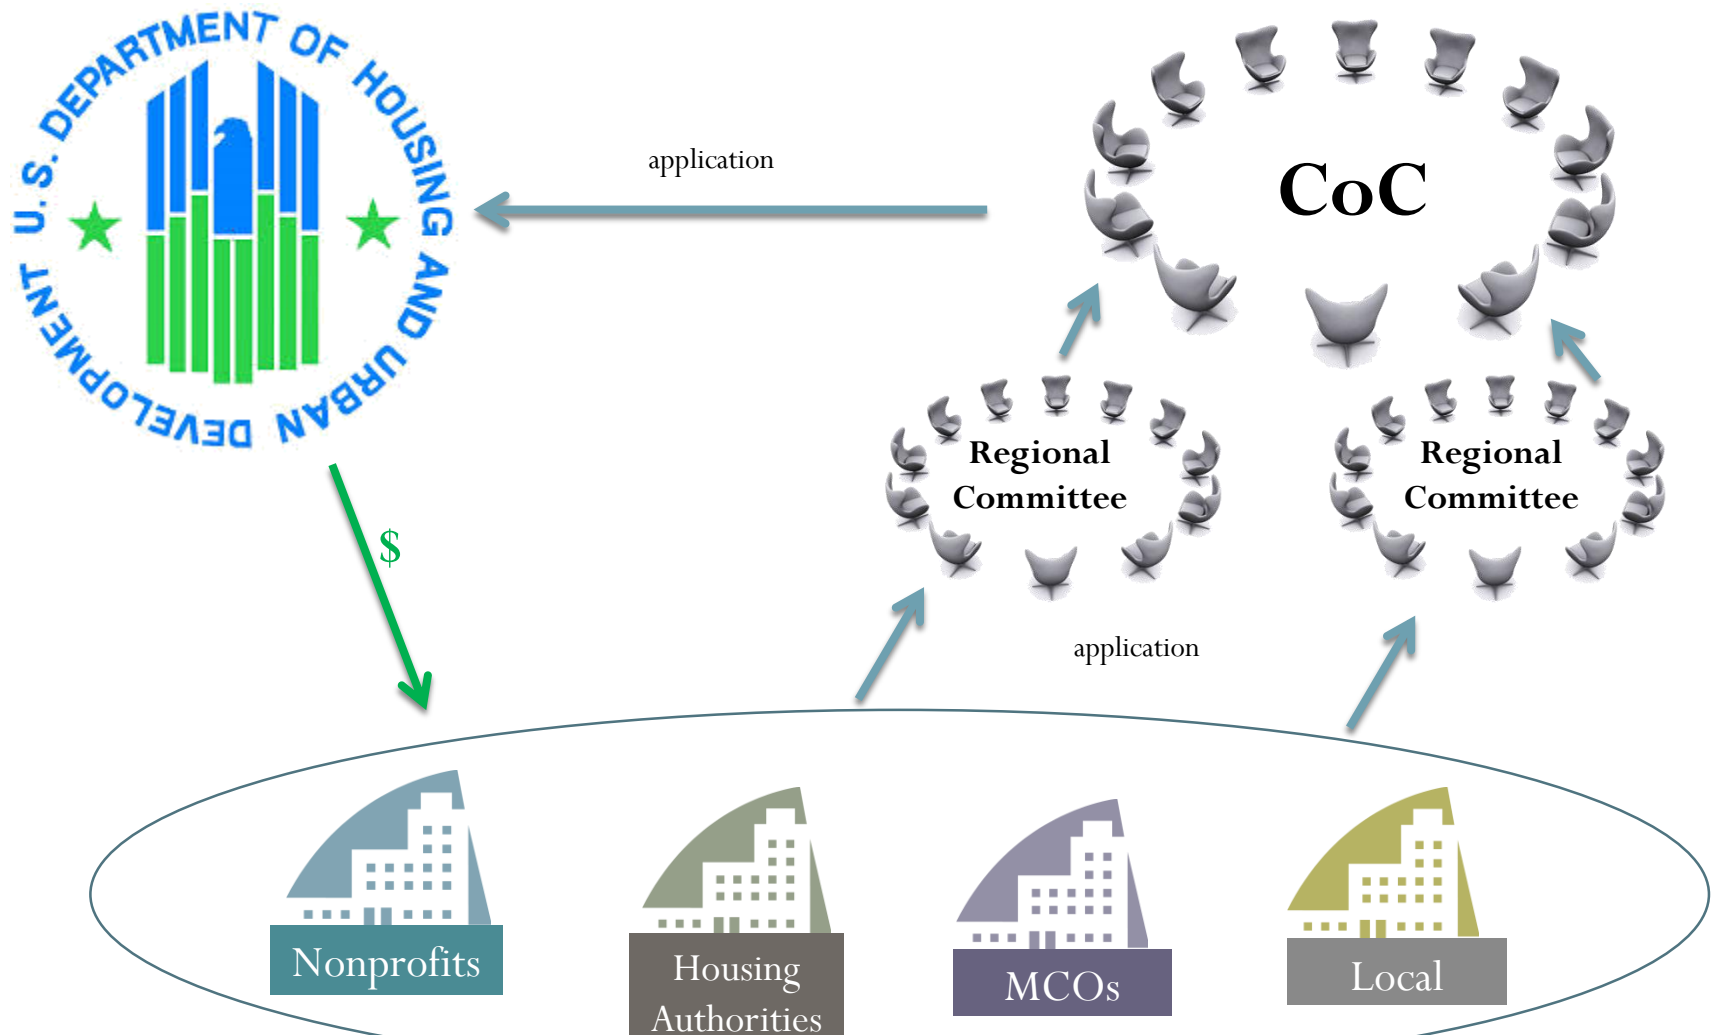 U.S. DEPARTMENT OF HOUSING AND URBAN DEVELOPMENT
application
CoC
Regional
Committee
Regional
Committee
$
application
Nonprofits
Housing
Authorities
MCOs
Local